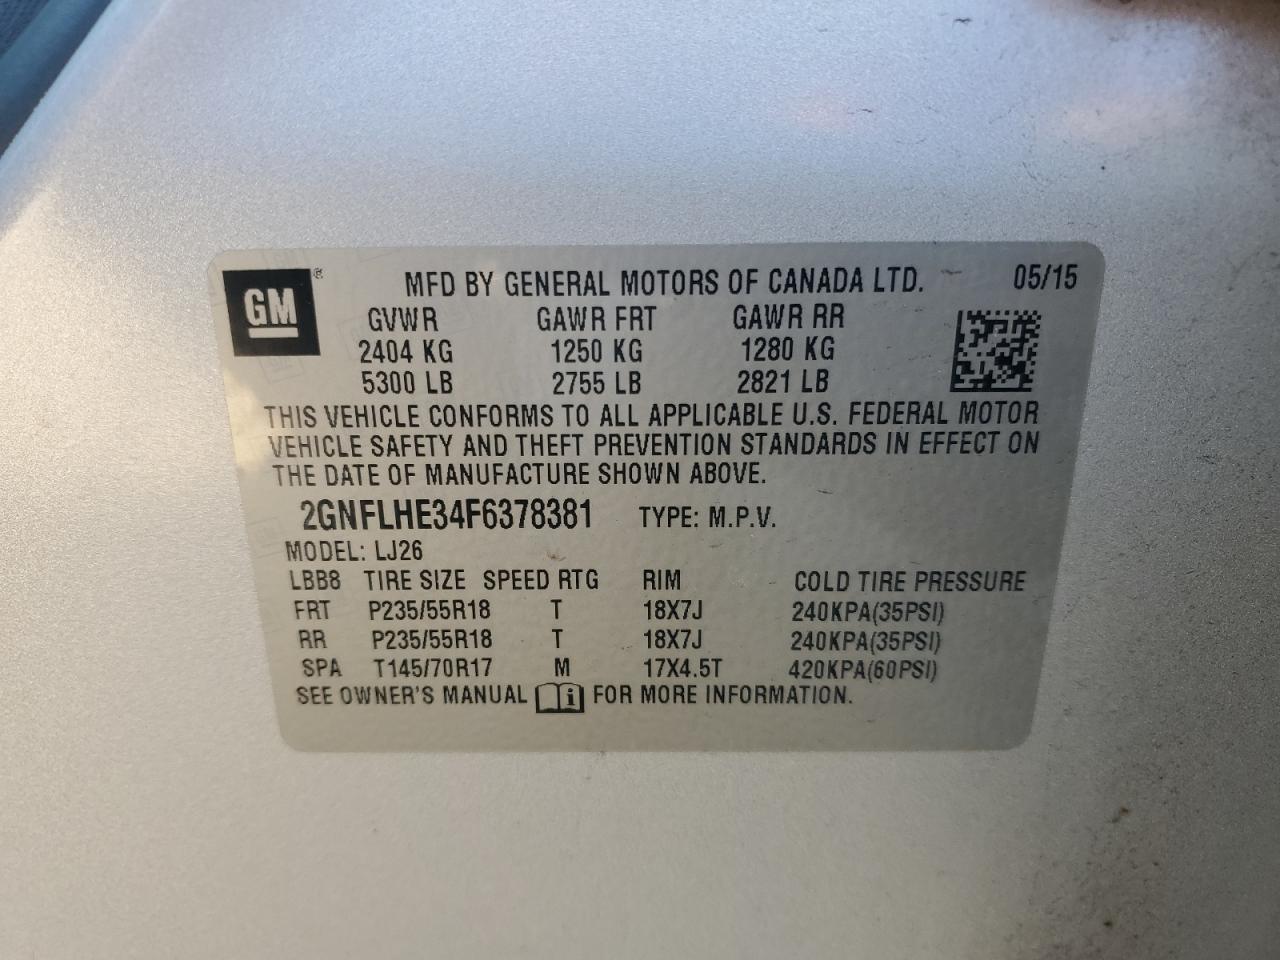 GM ®
MFD BY GENERAL MOTORS OF CANADA LTD. 05/15
GVWR GAWR FRT GAWR RR
2404 KG 1250 KG 1280 KG
5300 LB 2755 LB 2821 LB
THIS VEHICLE CONFORMS TO ALL APPLICABLE U.S. FEDERAL MOTOR
VEHICLE SAFETY AND THEFT PREVENTION STANDARDS IN EFFECT ON
THE DATE OF MANUFACTURE SHOWN ABOVE.
2GNFLHE34F6378381 TYPE: M.P.V.
MODEL: LJ26
LBB8 TIRE SIZE SPEED RTG RIM COLD TIRE PRESSURE
FRT P235/55R18 T 18X7J 240KPA(35PSI)
RR P235/55R18 T 18X7J 240KPA(35PSI)
SPA T145/70R17 M 17X4.5T 420KPA(60PSI)
SEE OWNER'S MANUAL i FOR MORE INFORMATION.